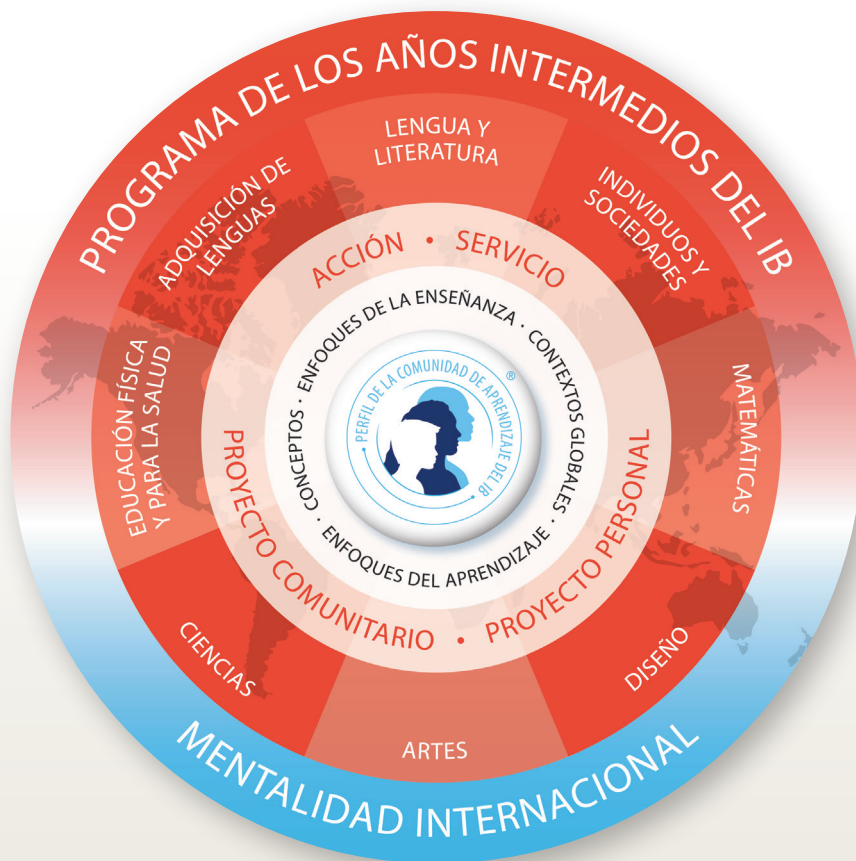 PROGRAMA DE LOS AÑOS INTERMEDIOS DEL IB
LENGUA Y
LITERATURA
INDIVIDUOS Y
SOCIEDADES
MATEMÁTICAS
DISEÑO
ARTES
CIENCIAS
EDUCACIÓN FÍSICA
Y PARA LA SALUD
ADQUISICIÓN DE
LENGUAS
ACCIÓN • SERVICIO
PROYECTO COMUNITARIO • PROYECTO PERSONAL
CONCEPTOS · ENFOQUES DE LA ENSEÑANZA · CONTEXTOS GLOBALES · ENFOQUES DEL APRENDIZAJE ·
• PERFIL DE LA COMUNIDAD DE APRENDIZAJE DEL IB •
®
MENTALIDAD INTERNACIONAL